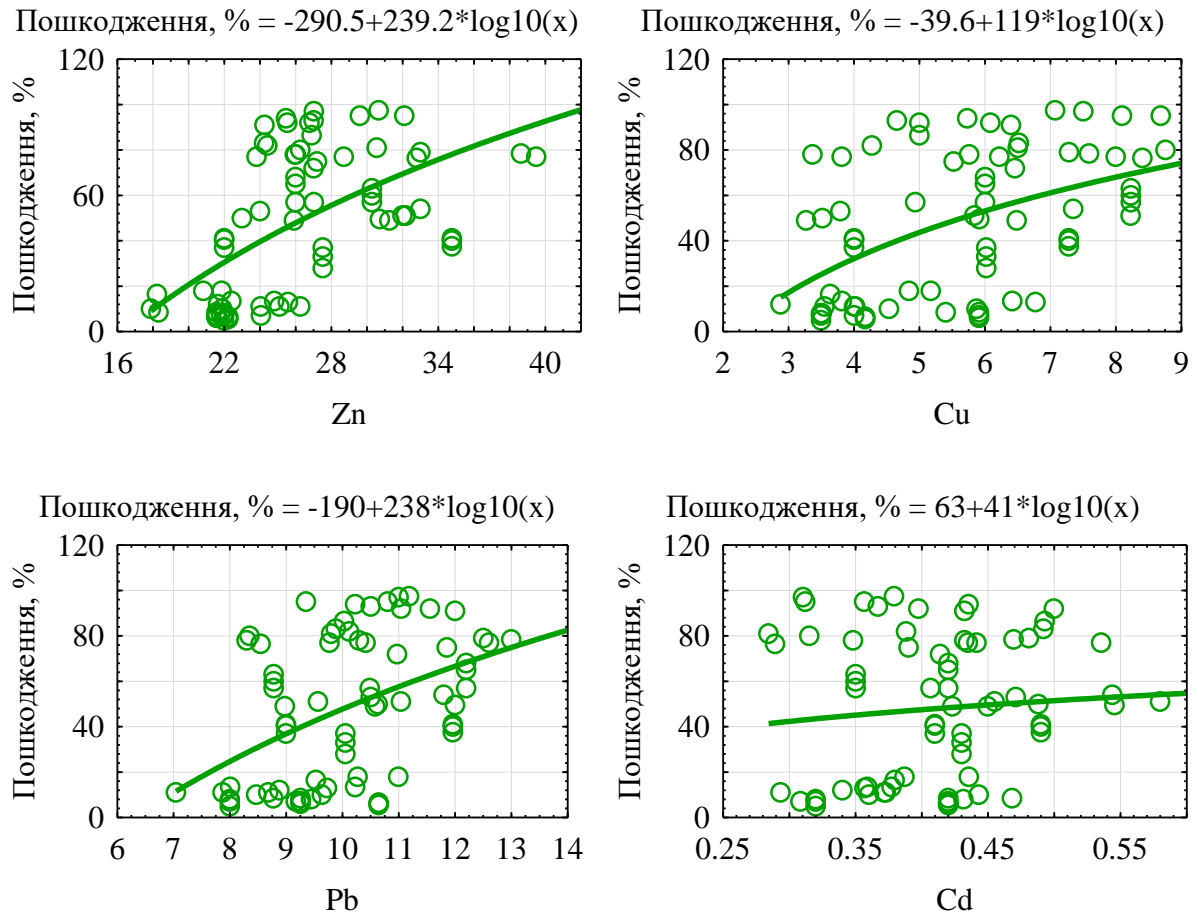 Пошкодження, % = -290.5+239.2*log10(x)
Пошкодження, % = -39.6+119*log10(x)
120
60
0
Пошкодження, %
16 22 28 34 40
Zn
120
80
40
0
Пошкодження, %
2 3 4 5 6 7 8 9
Cu
Пошкодження, % = -190+238*log10(x)
Пошкодження, % = 63+41*log10(x)
120
80
40
0
Пошкодження, %
6 7 8 9 10 11 12 13 14
Pb
120
80
40
0
Пошкодження, %
0.25 0.35 0.45 0.55
Cd